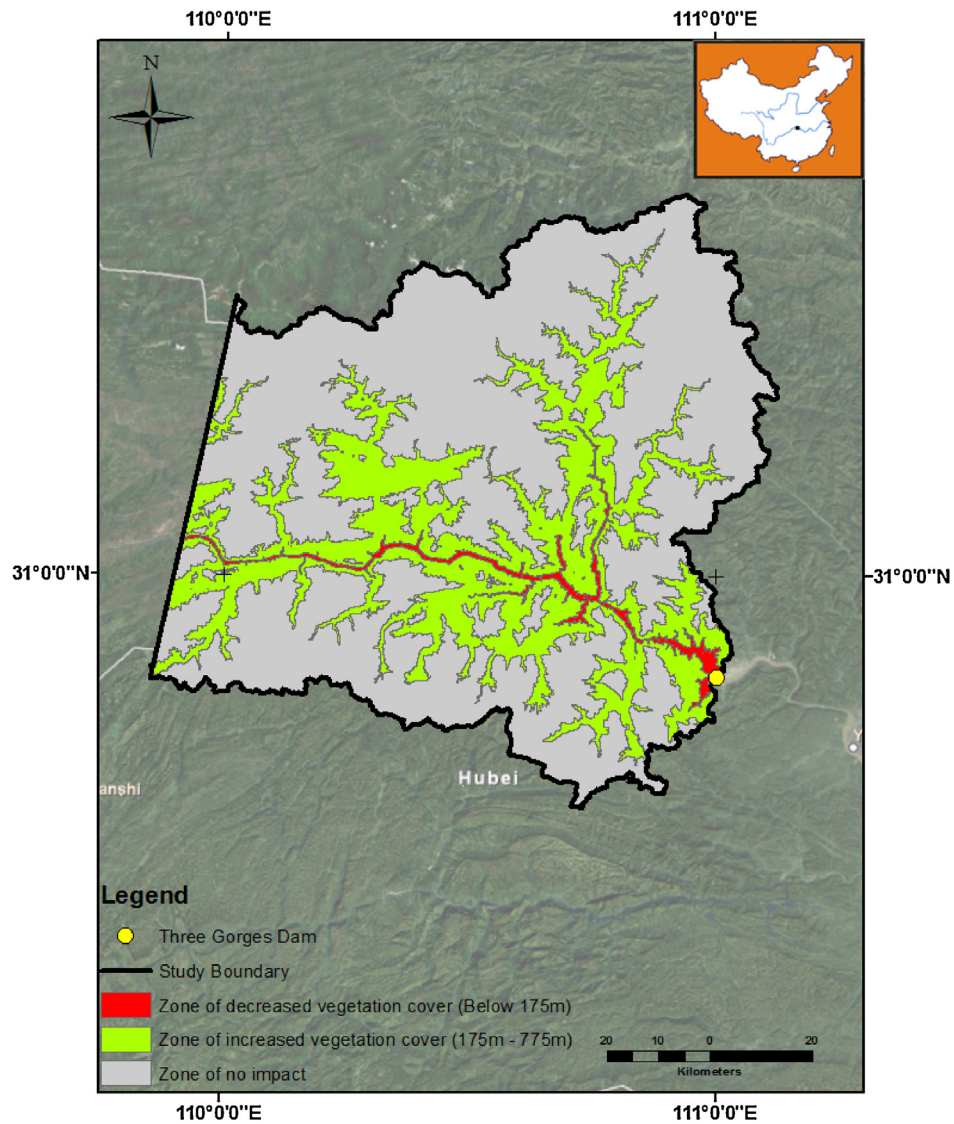 110°0'0"E 111°0'0"E
N
31°0'0"N 31°0'0"N
Y
Hubei
anshi
Legend
Three Gorges Dam
Study Boundary
Zone of decreased vegetation cover (Below 175m)
Zone of increased vegetation cover (175m - 775m)
Zone of no impact
20 10 0 20
Kilometers
110°0'0"E 111°0'0"E